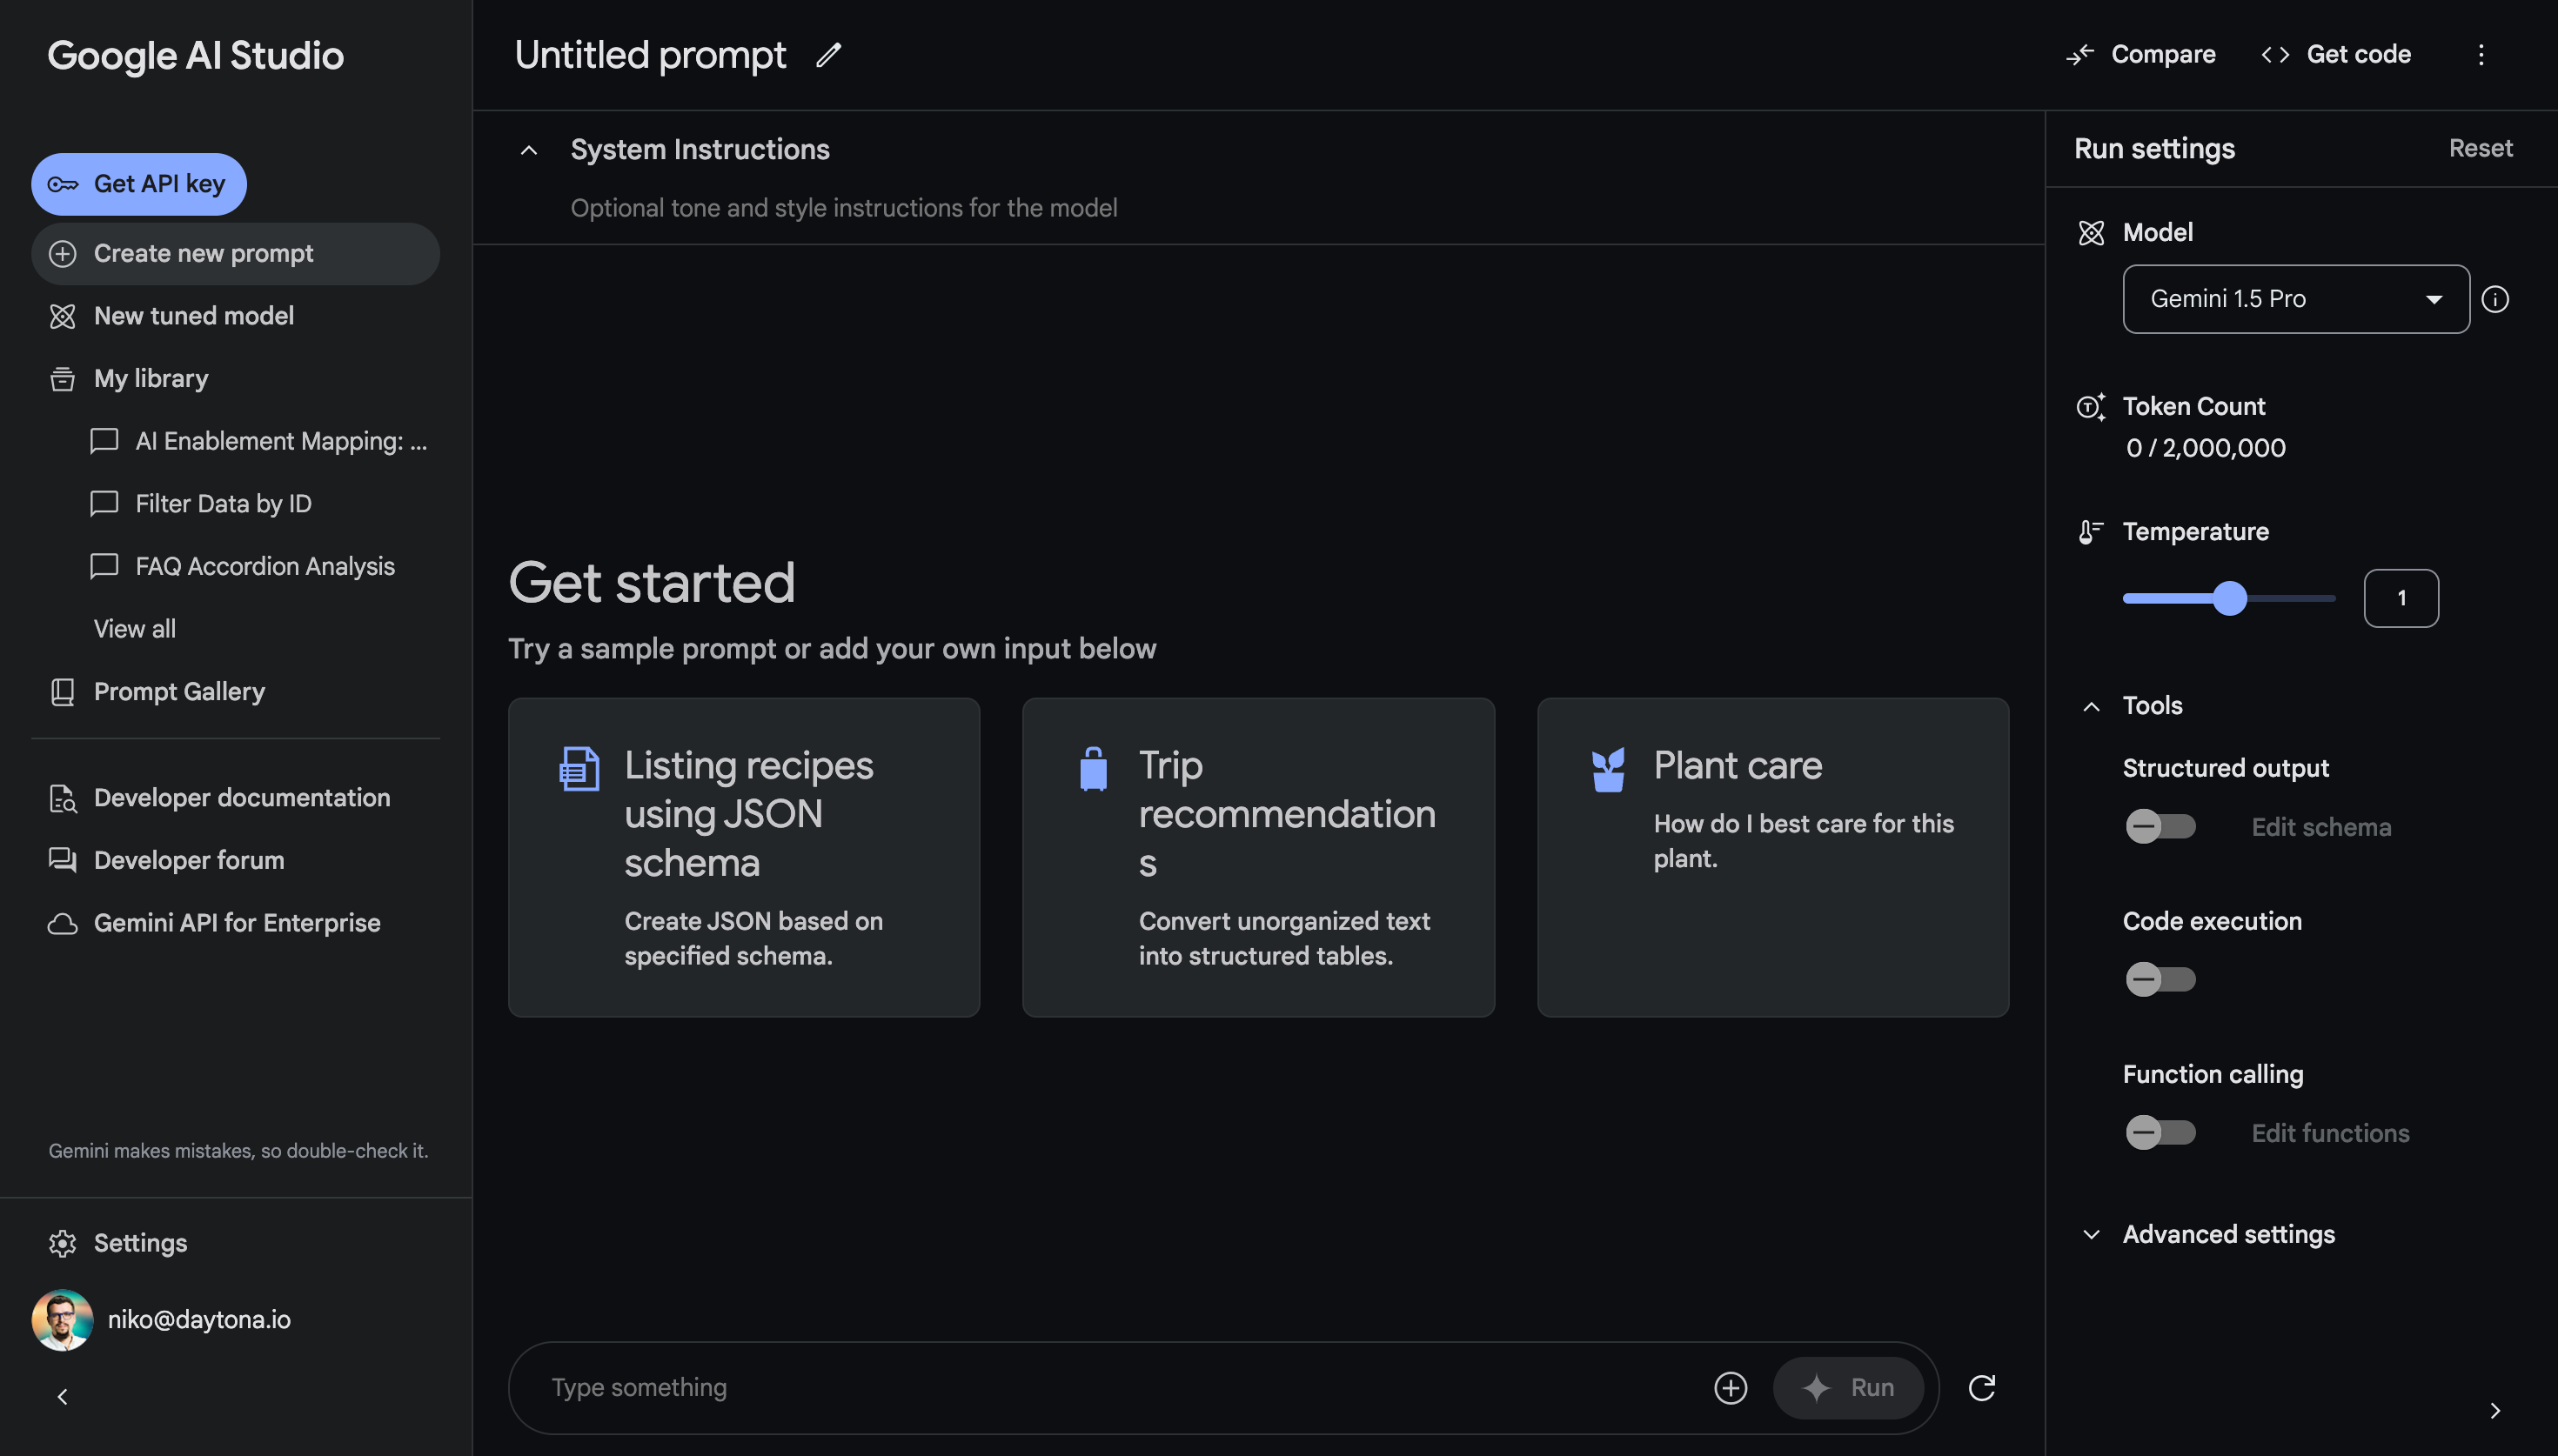 Google AI Studio
Get API key
Create new prompt
New tuned model
My library
AI Enablement Mapping: ...
Filter Data by ID
FAQ Accordion Analysis
View all
Prompt Gallery
Developer documentation
Developer forum
Gemini API for Enterprise
Gemini makes mistakes, so double-check it.
Settings
niko@daytona.io
Untitled prompt
Compare
Get code
System Instructions
Optional tone and style instructions for the model
Get started
Try a sample prompt or add your own input below
Listing recipes
using JSON
schema
Create JSON based on
specified schema.
Trip
recommendation
s
Convert unorganized text
into structured tables.
Plant care
How do I best care for this
plant.
Type something
Run
Run settings
Reset
Model
Gemini 1.5 Pro
Token Count
0 / 2,000,000
Temperature
1
Tools
Structured output
Edit schema
Code execution
Function calling
Edit functions
Advanced settings